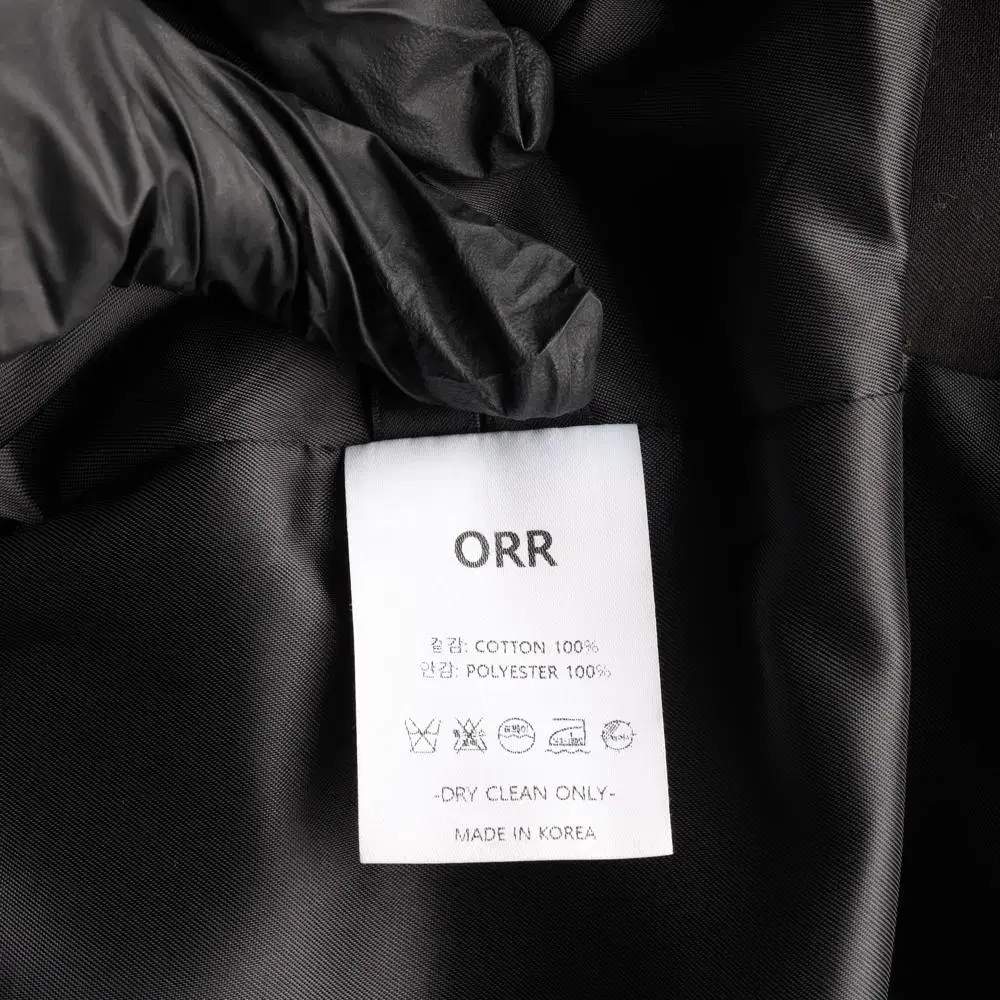 ORR
겉감: COTTON 100%
안감: POLYESTER 100%
-DRY CLEAN ONLY-
MADE IN KOREA